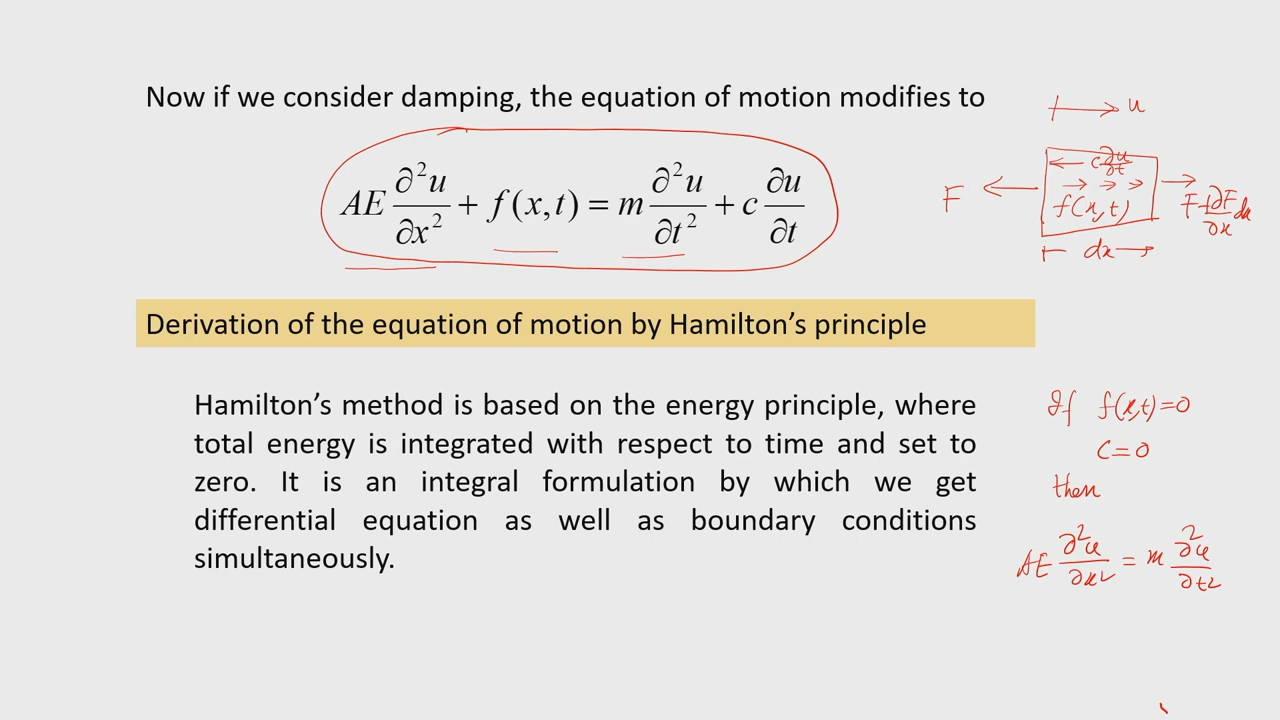 Now if we consider damping, the equation of motion modifies to
AE ∂²u/∂x² + f(x,t) = m ∂²u/∂t² + c ∂u/∂t
u
c ∂u/∂t
F
f(x,t)
F + ∂F/∂x dx
dx
Derivation of the equation of motion by Hamilton’s principle
Hamilton’s method is based on the energy principle, where
total energy is integrated with respect to time and set to
zero. It is an integral formulation by which we get
differential equation as well as boundary conditions
simultaneously.
If f(x,t)=0
C=0
then
AE ∂²u/∂x² = m ∂²u/∂t²